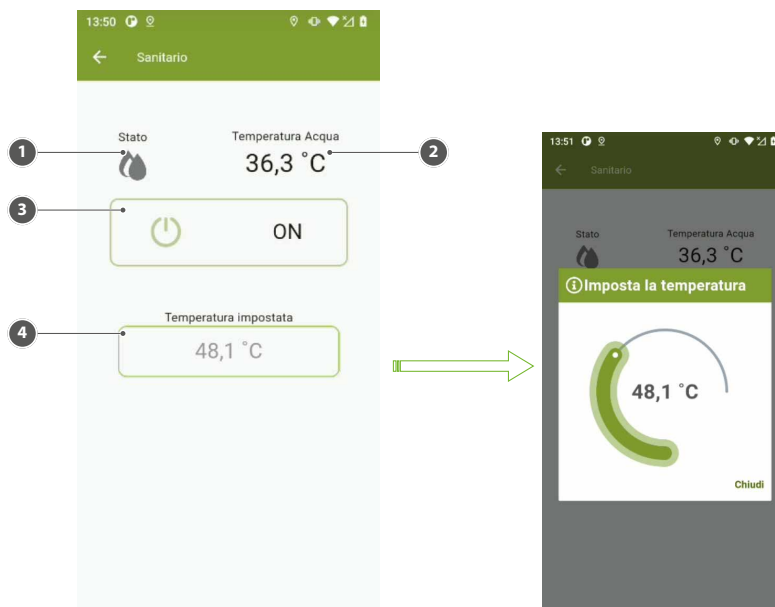 13:50
Sanitario
Stato
Temperatura Acqua
1
36,3 °C
2
3
ON
Temperatura impostata
4
48,1 °C
13:51
Sanitario
Stato
Temperatura Acqua
36,3 °C
Imposta la temperatura
48,1 °C
Chiudi